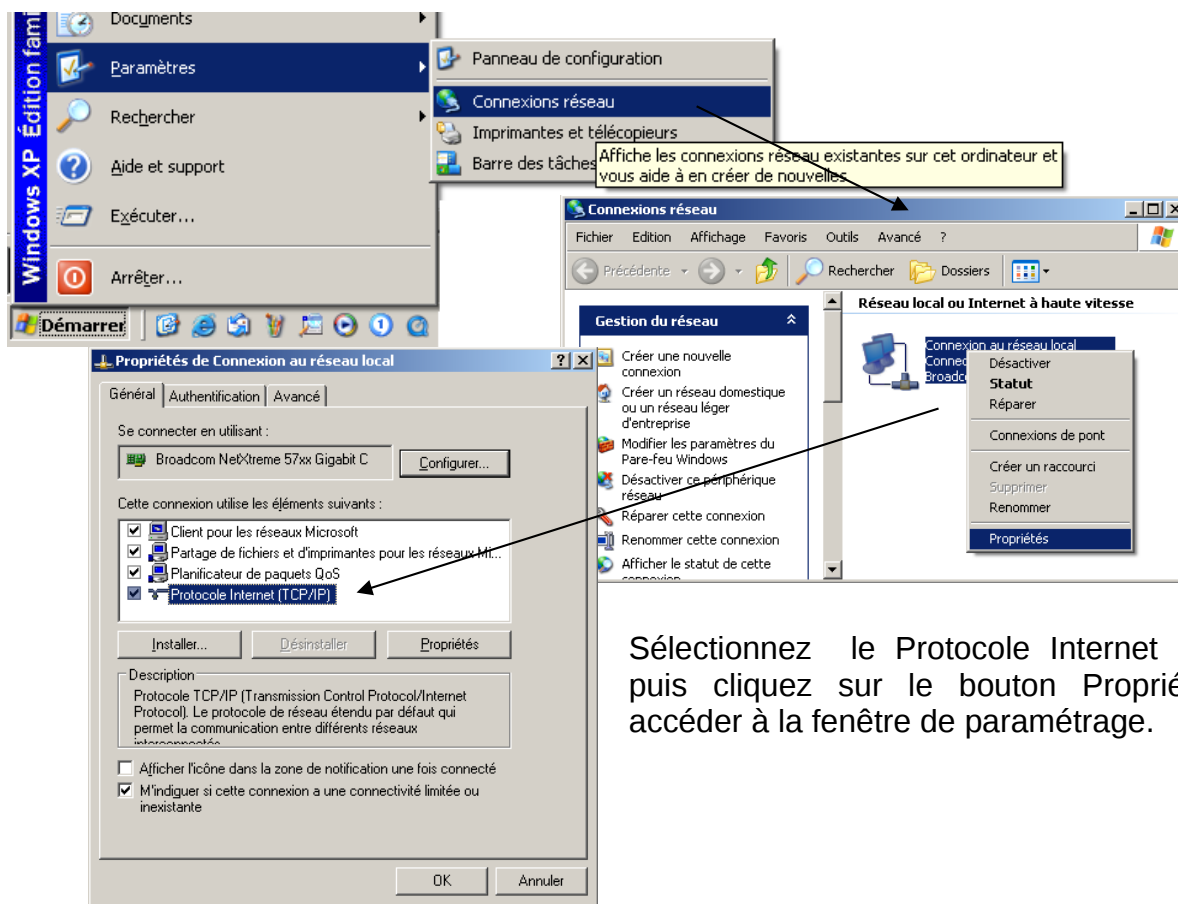 Windows XP Édition fami
Documents
Paramètres
Rechercher
Aide et support
Exécuter...
Arrêter...
Démarrer
Panneau de configuration
Connexions réseau
Imprimantes et télécopieurs
Barre des tâches
Affiche les connexions réseau existantes sur cet ordinateur et
vous aide à en créer de nouvelles
Connexions réseau
Fichier Edition Affichage Favoris Outils Avancé ?
Précédente Rechercher Dossiers
Gestion du réseau
Créer une nouvelle
connexion
Créer un réseau domestique
ou un réseau léger
d'entreprise
Modifier les paramètres du
Pare-feu Windows
Désactiver ce périphérique
réseau
Réparer cette connexion
Renommer cette connexion
Afficher le statut de cette
connexion
Réseau local ou Internet à haute vitesse
Connexion au réseau local
Connec
Broadco
Désactiver
Statut
Réparer
Connexions de pont
Créer un raccourci
Supprimer
Renommer
Propriétés
Propriétés de Connexion au réseau local
Général Authentification Avancé
Se connecter en utilisant :
Broadcom NetXtreme 57xx Gigabit C
Configurer...
Cette connexion utilise les éléments suivants :
Client pour les réseaux Microsoft
Partage de fichiers et d'imprimantes pour les réseaux Mi...
Planificateur de paquets QoS
Protocole Internet (TCP/IP)
Installer... Désinstaller Propriétés
Description
Protocole TCP/IP (Transmission Control Protocol/Internet
Protocol). Le protocole de réseau étendu par défaut qui
permet la communication entre différents réseaux
interconnectés
Afficher l'icône dans la zone de notification une fois connecté
M'indiquer si cette connexion a une connectivité limitée ou
inexistante
OK Annuler
Sélectionnez le Protocole Internet
puis cliquez sur le bouton Proprié
accéder à la fenêtre de paramétrage.